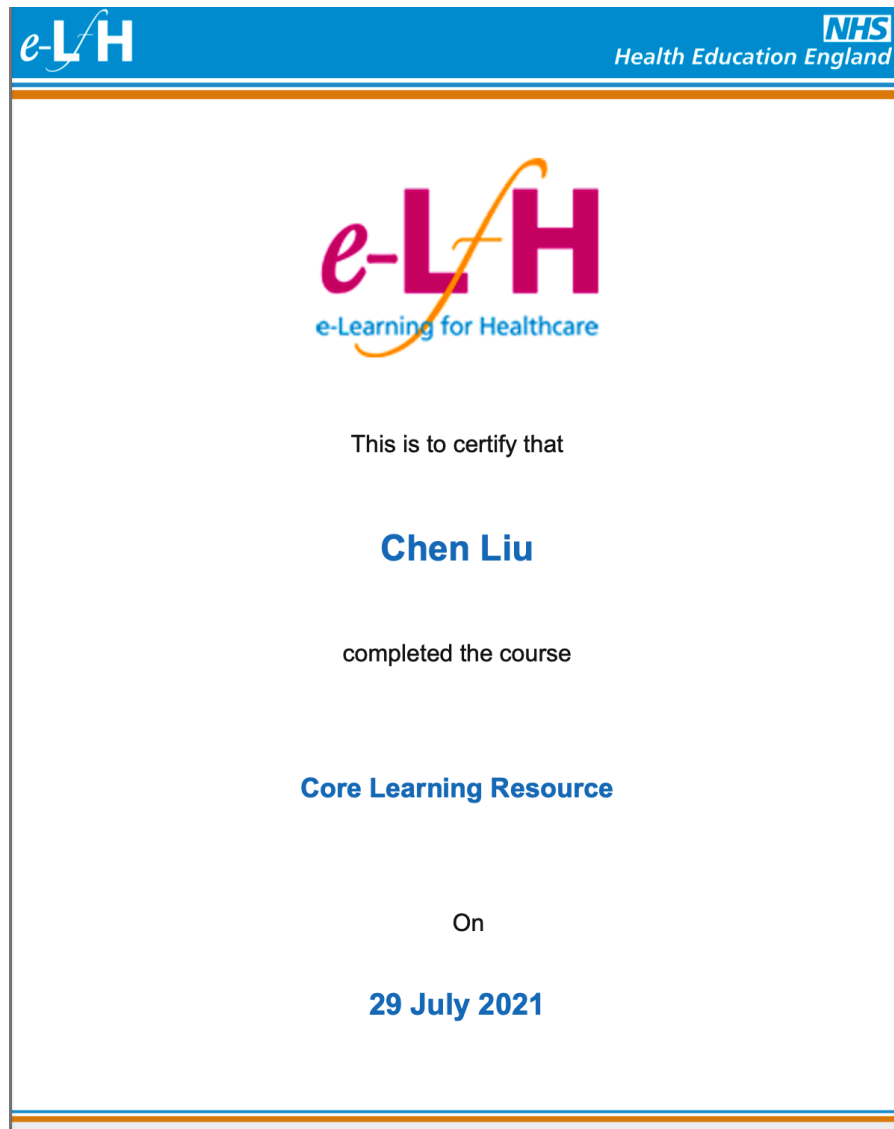 e-LfH
NHS
Health Education England
e-LfH
e-Learning for Healthcare
This is to certify that
Chen Liu
completed the course
Core Learning Resource
On
29 July 2021